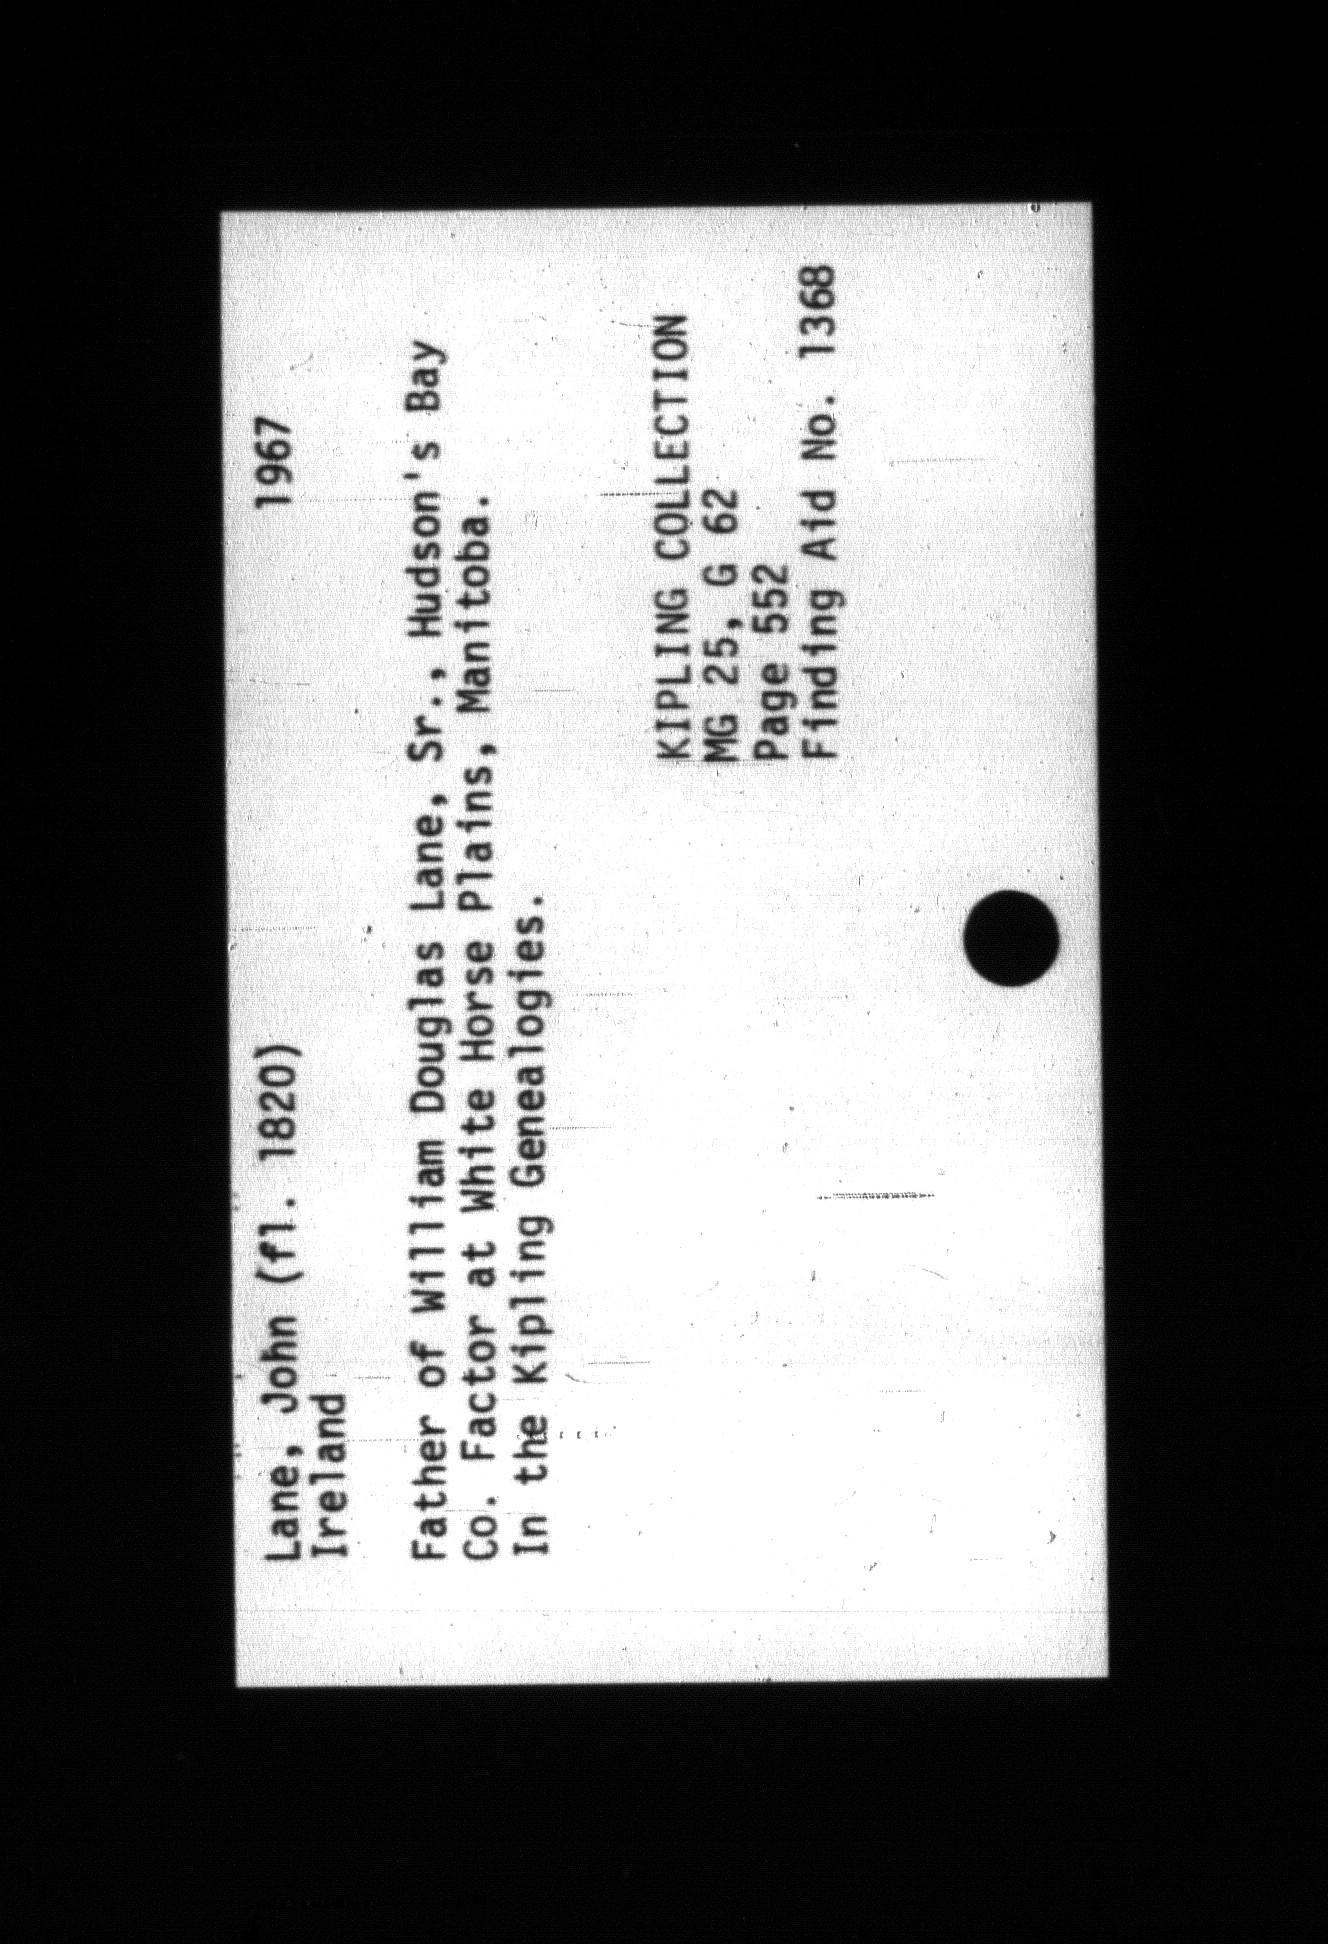 Lane, John (fl. 1820) 1967
Ireland
Father of William Douglas Lane, Sr., Hudson's Bay
Co. Factor at White Horse Plains, Manitoba.
In the Kipling Genealogies.
KIPLING COLLECTION
MG 25, G 62
Page 552
Finding Aid No. 1368